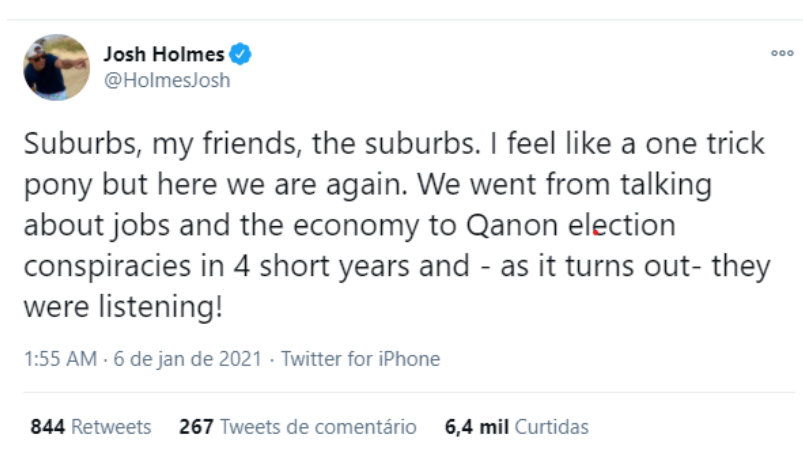 Josh Holmes
@HolmesJosh
Suburbs, my friends, the suburbs. I feel like a one trick
pony but here we are again. We went from talking
about jobs and the economy to Qanon election
conspiracies in 4 short years and - as it turns out- they
were listening!
1:55 AM · 6 de jan de 2021 · Twitter for iPhone
844 Retweets 267 Tweets de comentário 6,4 mil Curtidas